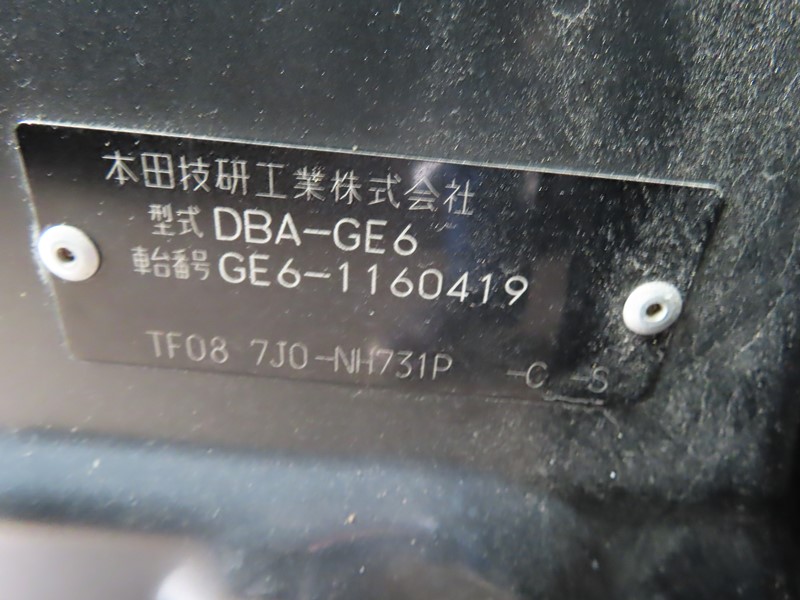 本田技研工業株式会社
型式 DBA-GE6
車台番号 GE6-1160419
TF08 7J0-NH731P -C -S